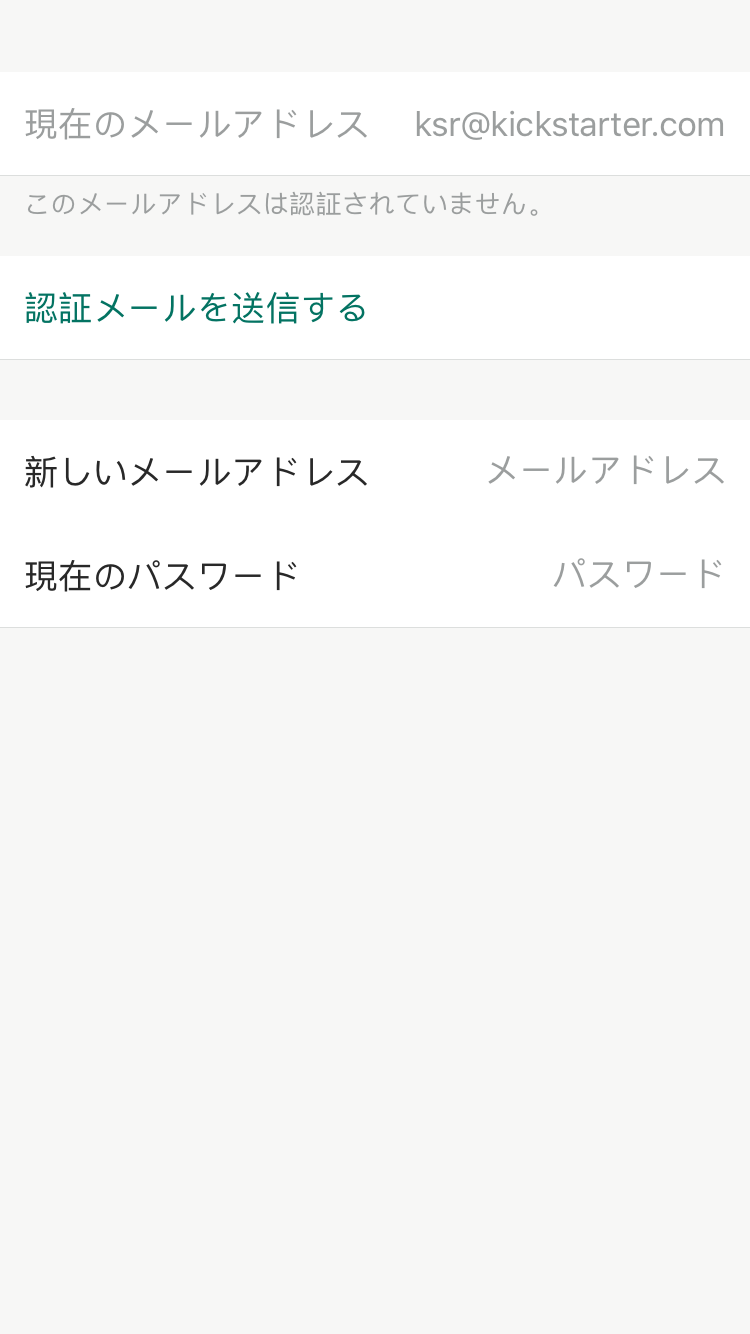 現在のメールアドレス ksr@kickstarter.com
このメールアドレスは認証されていません。
認証メールを送信する
新しいメールアドレス メールアドレス
現在のパスワード パスワード